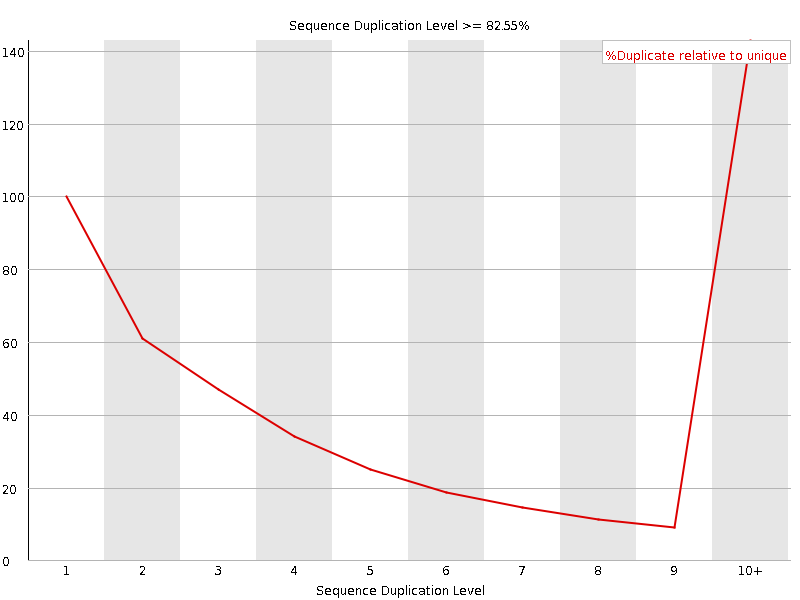 Sequence Duplication Level >= 82.55%
%Duplicate relative to unique
140
120
100
80
60
40
20
0
1 2 3 4 5 6 7 8 9 10+
Sequence Duplication Level